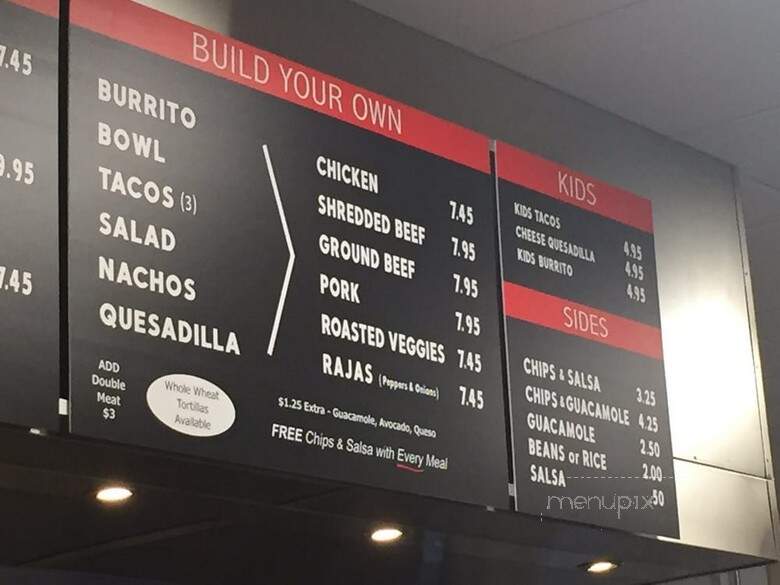 7.45
9.95
7.45
BUILD YOUR OWN
BURRITO
BOWL
TACOS (3)
SALAD
NACHOS
QUESADILLA
ADD
Double
Meat
$3
Whole Wheat
Tortillas
Available
CHICKEN 7.45
SHREDDED BEEF 7.95
GROUND BEEF 7.95
PORK 7.95
ROASTED VEGGIES 7.45
RAJAS (Peppers & Onions) 7.45
$1.25 Extra - Guacamole, Avocado, Queso
FREE Chips & Salsa with Every Meal
KIDS
KIDS TACOS 4.95
CHEESE QUESADILLA 4.95
KIDS BURRITO 4.95
SIDES
CHIPS & SALSA 3.25
CHIPS & GUACAMOLE 4.25
GUACAMOLE 2.50
BEANS or RICE 2.00
SALSA .50
menupix